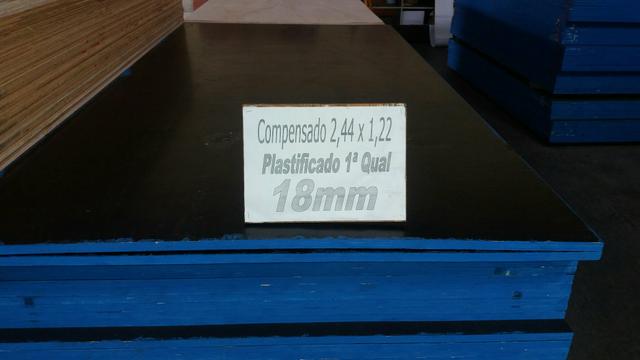 Compensado 2,44 x 1,22
Plastificado 1ª Qual
18mm